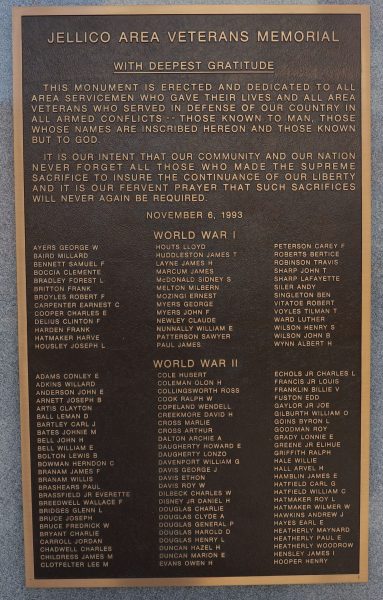 JELLICO AREA VETERANS MEMORIAL
WITH DEEPEST GRATITUDE
THIS MONUMENT IS ERECTED AND DEDICATED TO ALL
AREA SERVICEMEN WHO GAVE THEIR LIVES AND ALL AREA
VETERANS WHO SERVED IN DEFENSE OF OUR COUNTRY IN
ALL ARMED CONFLICTS -- THOSE KNOWN TO MAN, THOSE
WHOSE NAMES ARE INSCRIBED HEREON AND THOSE KNOWN
BUT TO GOD.
IT IS OUR INTENT THAT OUR COMMUNITY AND OUR NATION
NEVER FORGET ALL THOSE WHO MADE THE SUPREME
SACRIFICE TO INSURE THE CONTINUANCE OF OUR LIBERTY
AND IT IS OUR FERVENT PRAYER THAT SUCH SACRIFICES
WILL NEVER AGAIN BE REQUIRED.
NOVEMBER 6, 1993
WORLD WAR I
AYERS GEORGE W
BAIRD MILLARD
BENNETT SAMUEL F
BOCCIA CLEMENTE
BRADLEY FOREST L
BRITTON FRANK
BROYLES ROBERT F
CARPENTER EARNEST C
COOPER CHARLES E
DELIUS CLINTON F
HARDEN FRANK
HATMAKER HARVE
HOUSLEY JOSEPH L
HOUTS LLOYD
HUDDLESTON JAMES T
LAYNE JAMES H
MARCUM JAMES
McDONALD SIDNEY S
MELTON MILBERN
MOZINGI ERNEST
MYERS GEORGE
MYERS JOHN F
NEWLEY CLAUDE
NUNNALLY WILLIAM E
PATTERSON SAWYER
PAUL JAMES
PETERSON CAREY F
ROBERTS BERTICE
ROBINSON TRAVIS
SHARP JOHN T
SHARP LAFAYETTE
SILER ANDY
SINGLETON BEN
VITATOE ROBERT
VOYLES TILMAN T
WARD LUTHER
WILSON HENRY S
WILSON JOHN B
WYNN ALBERT H
WORLD WAR II
ADAMS CONLEY E
ADKINS WILLARD
ANDERSON JOHN E
ARNETT JOSEPH B
ARTIS CLAYTON
BALL LEMAN D
BARTLEY CARL J
BATES JOHNIE M
BELL JOHN H
BELL WILLIAM E
BOLTON LEWIS B
BOWMAN HERNDON C
BRANAM JAMES F
BRANAM WILLIS
BRASHEARS PAUL
BRASSFIELD JR EVERETTE
BREEDWELL WALLACE F
BRIDGES GLENN L
BRUCE JOSEPH
BRUCE FREDRICK W
BRYANT CHARLIE
CARROLL JORDAN
CHADWELL CHARLES
CHILDRESS JAMES M
CLOTFELTER LEE M
COLE HUBERT
COLEMAN OLON H
COLLINGSWORTH ROSS
COOK RALPH W
COPELAND WENDELL
CREEKMORE DAVID H
CROSS MARLIE
CROSS ARTHUR
DALTON ARCHIE A
DAUGHERTY HOWARD E
DAUGHERTY LONZO
DAVENPORT WILLIAM G
DAVIS GEORGE J
DAVIS ETHON
DAVIS ROY W
DILBECK CHARLES W
DISNEY JR DANIEL H
DOUGLAS CHARLIE
DOUGLAS CLYDE A
DOUGLAS GENERAL P
DOUGLAS HAROLD D
DOUGLAS HENRY L
DUNCAN HAZEL H
DUNCAN MARION E
EVANS OWEN H
ECHOLS JR CHARLES L
FRANCIS JR LOUIS
FRANKLIN BILLIE V
FUSTON EDD
GAYLOR JR JOE
GILBURTH WILLIAM O
GOINS BYRON L
GOODMAN ROY
GRADY LONNIE E
GREENE JR ELIHUE
GRIFFITH RALPH
HALE WILLIE
HALL ARVEL H
HAMBLIN JAMES E
HATFIELD CARL G
HATFIELD WILLIAM C
HATMAKER ROY L
HATMAKER WILMER W
HAWKINS ANDREW J
HAYES EARL E
HEATHERLY MAYNARD
HEATHERLY PAUL E
HEATHERLY WOODROW
HENSLEY JAMES I
HOOPER HENRY